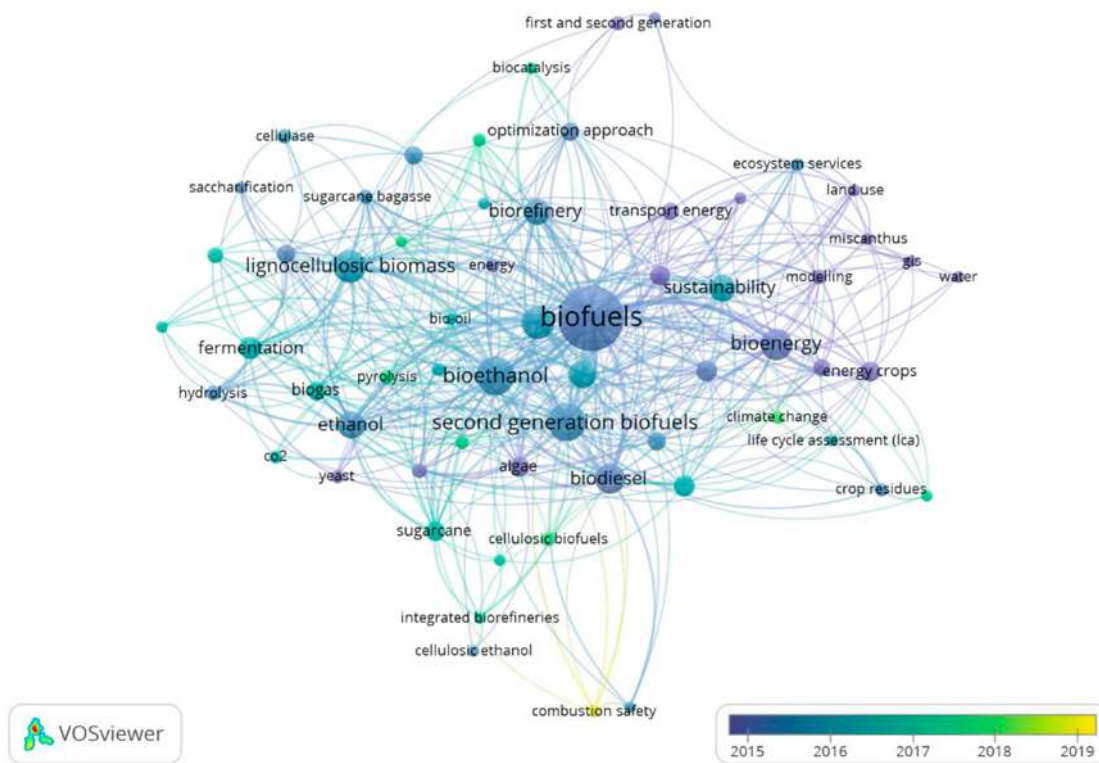 first and second generation
biocatalysis
optimization approach
cellulase
ecosystem services
saccharification
sugarcane bagasse
land use
biorefinery
transport energy
miscanthus
lignocellulosic biomass
energy
gis
modelling
water
sustainability
biofuels
bio-oil
fermentation
bioenergy
pyrolysis
bioethanol
energy crops
hydrolysis
biogas
climate change
ethanol
second generation biofuels
life cycle assessment (lca)
co2
yeast
algae
biodiesel
crop residues
sugarcane
cellulosic biofuels
integrated biorefineries
cellulosic ethanol
combustion safety
VOSviewer
2015 2016 2017 2018 2019